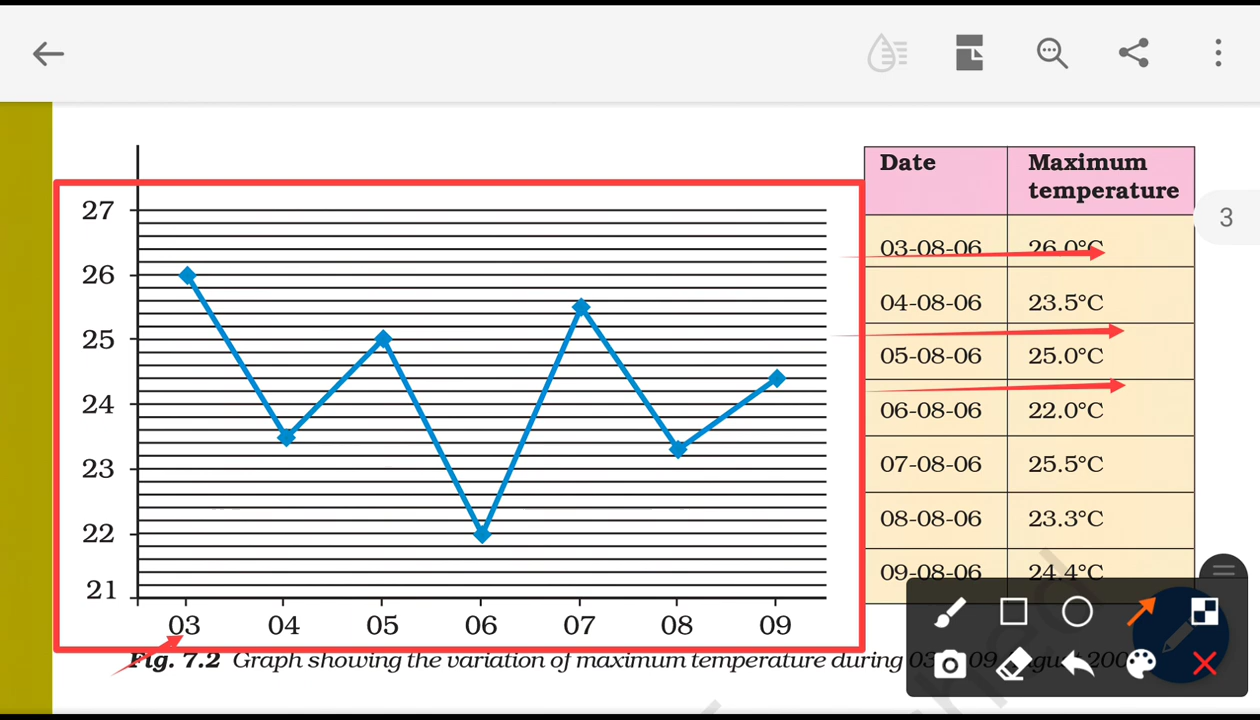 3
27
26
25
24
23
22
21
03 04 05 06 07 08 09
Date Maximum temperature
03-08-06 26.0°C
04-08-06 23.5°C
05-08-06 25.0°C
06-08-06 22.0°C
07-08-06 25.5°C
08-08-06 23.3°C
09-08-06 24.4°C
Fig. 7.2 Graph showing the variation of maximum temperature during 03 09